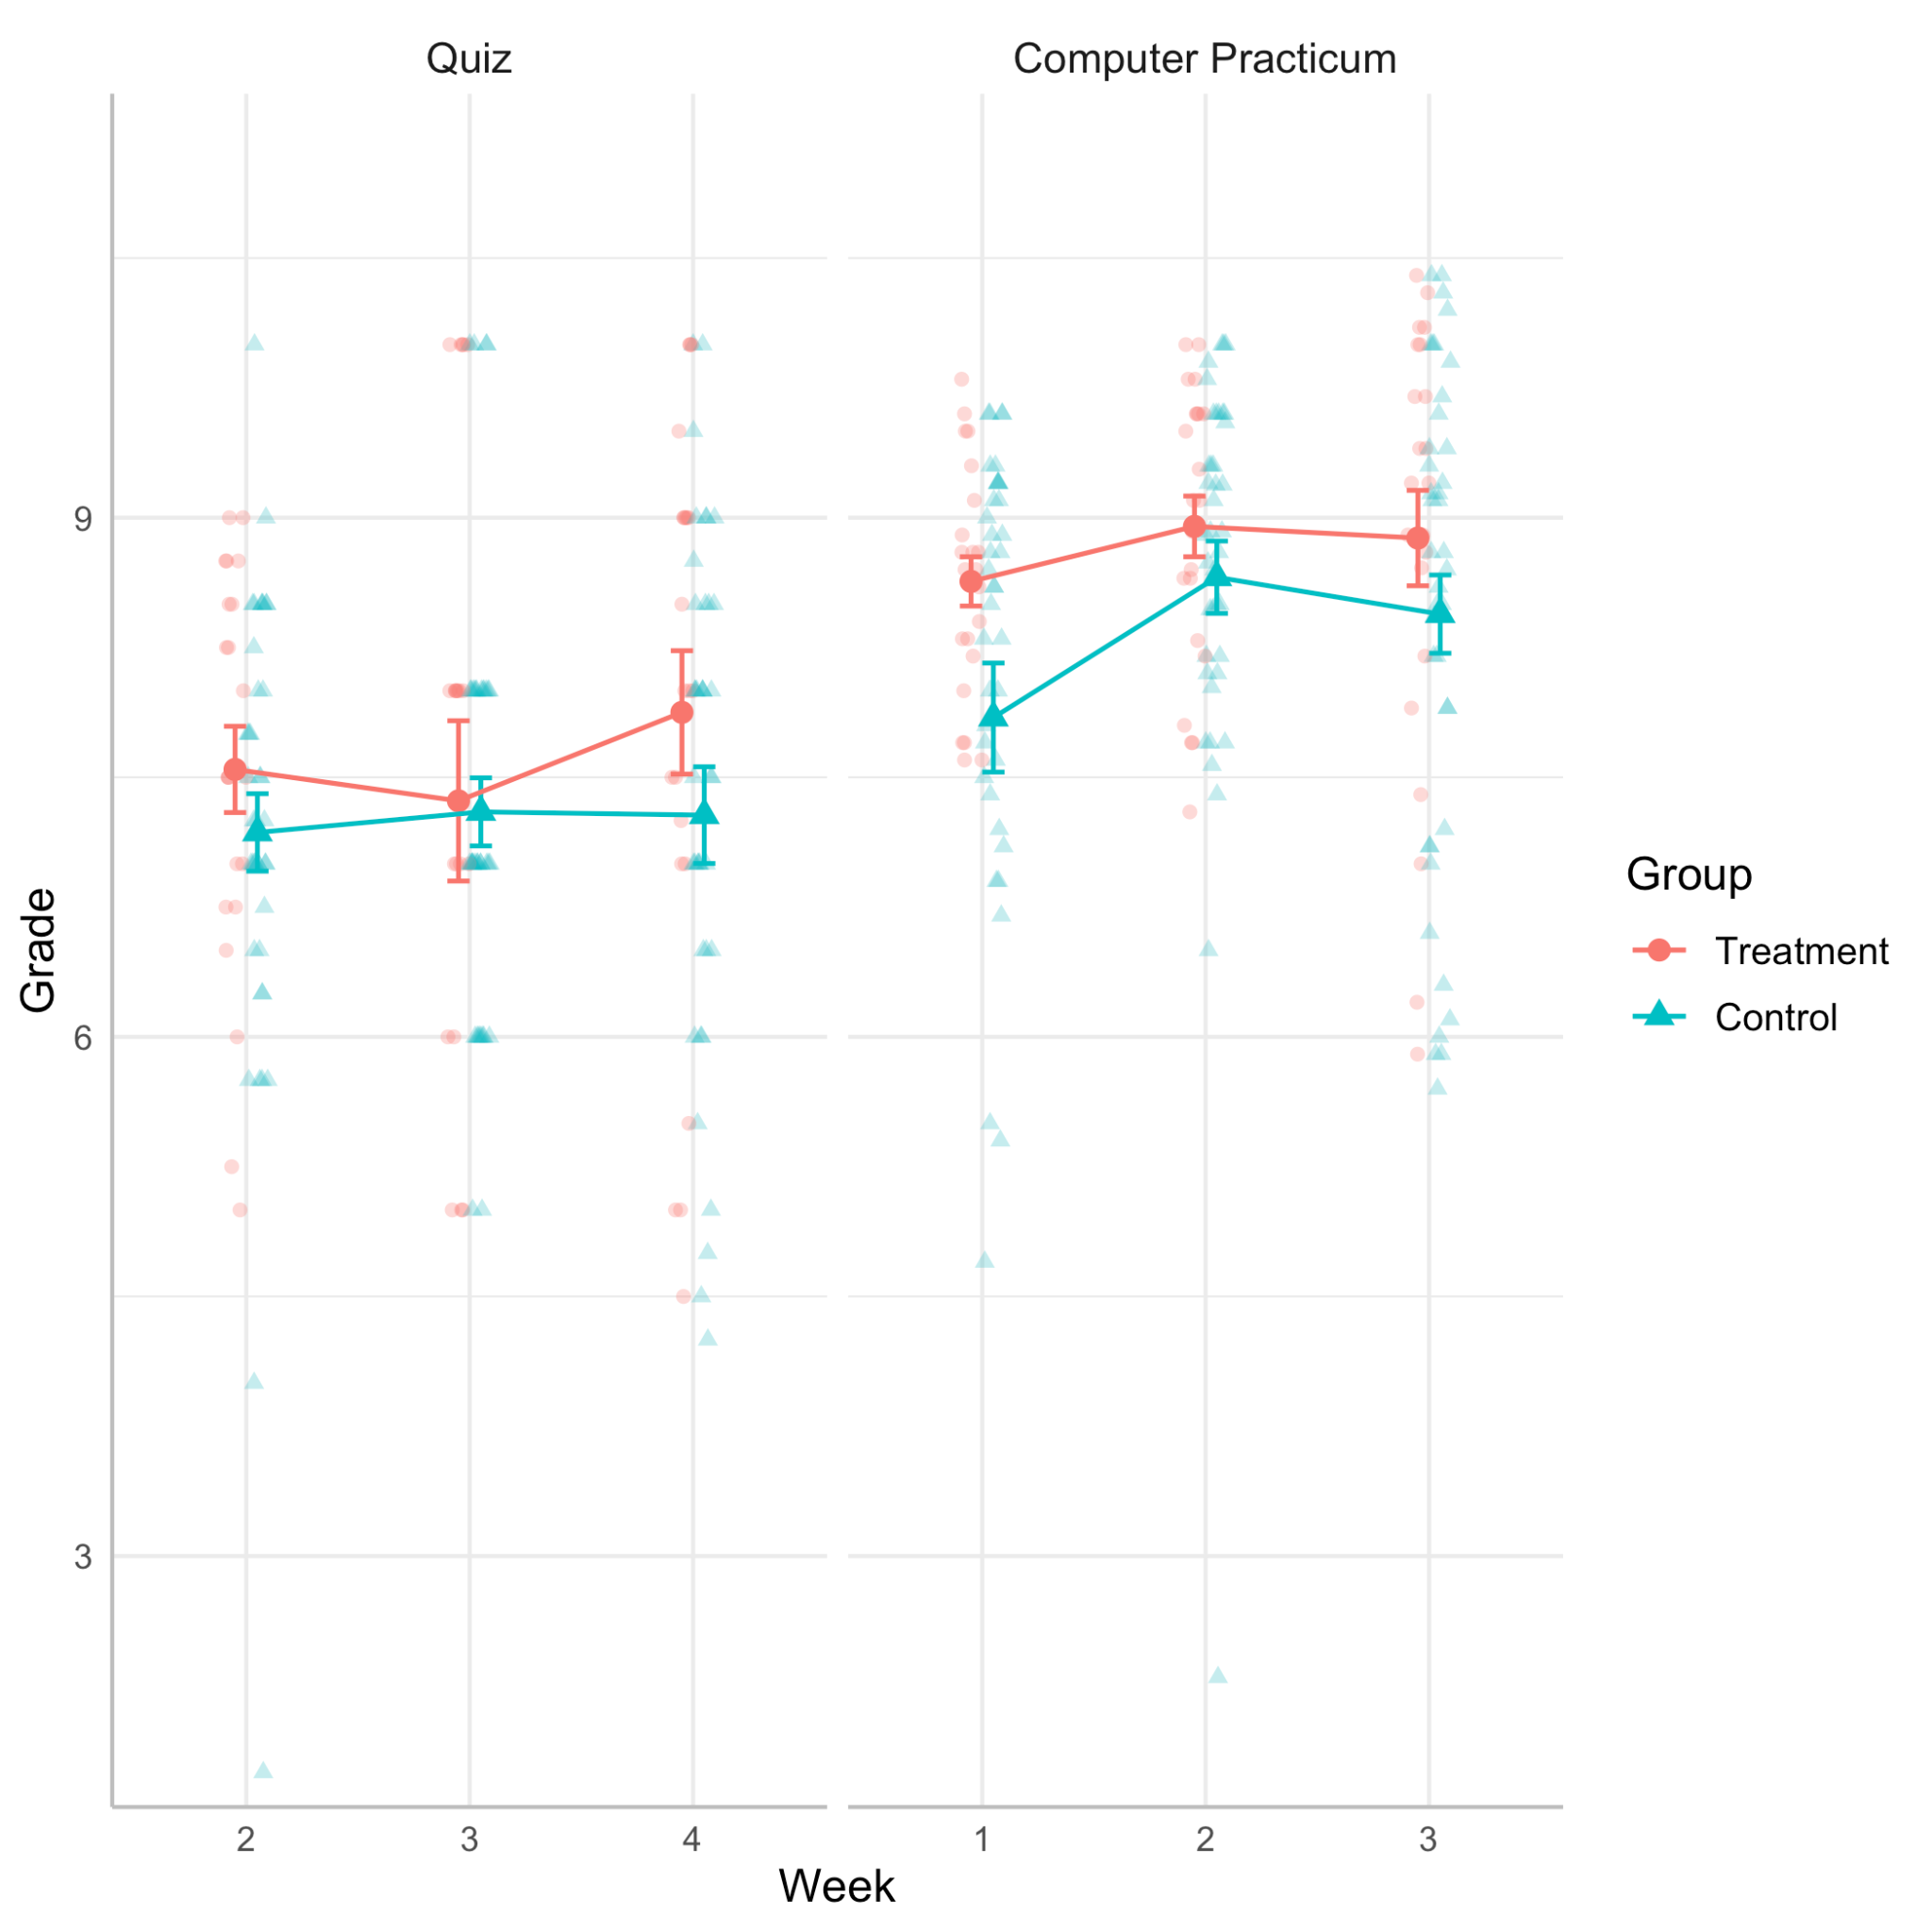 Quiz
Computer Practicum
Grade
9
6
3
2
3
4
1
2
3
Week
Group
Treatment
Control